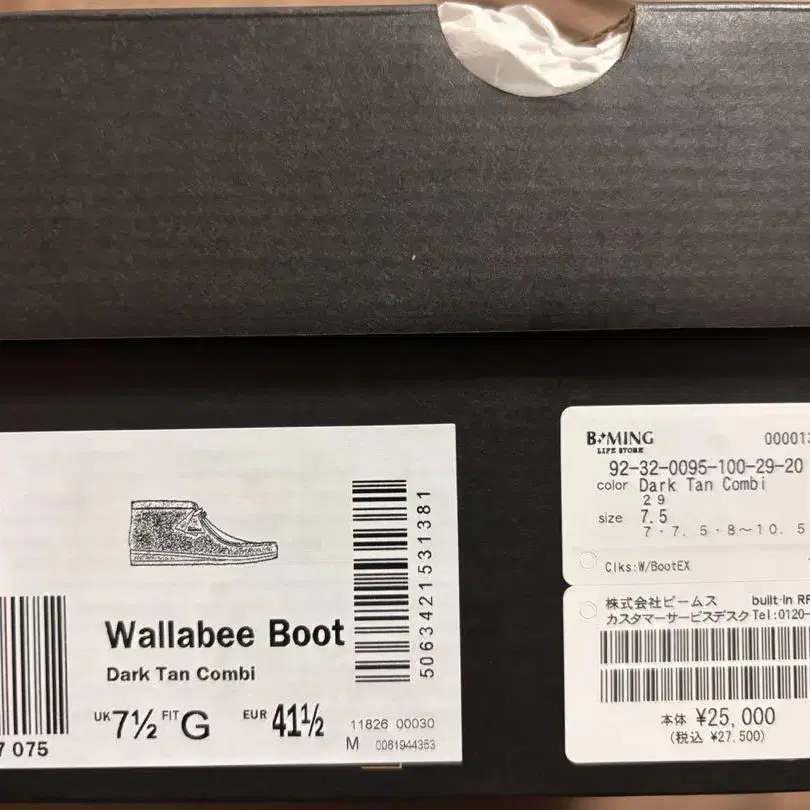 Wallabee Boot
Dark Tan Combi
UK 7½ FIT G EUR 41½
11826 00030
M 0061944353
5063421531381
7 075
B✦MING
LIFE STORE
000013
92-32-0095-100-29-20
color Dark Tan Combi
29
size 7.5
7・7.5・8～10.5
Clks:W/BootEX
株式会社ビームス built-in RF
カスタマーサービスデスク Tel:0120-
本体 ¥25,000
(税込 ¥27,500)